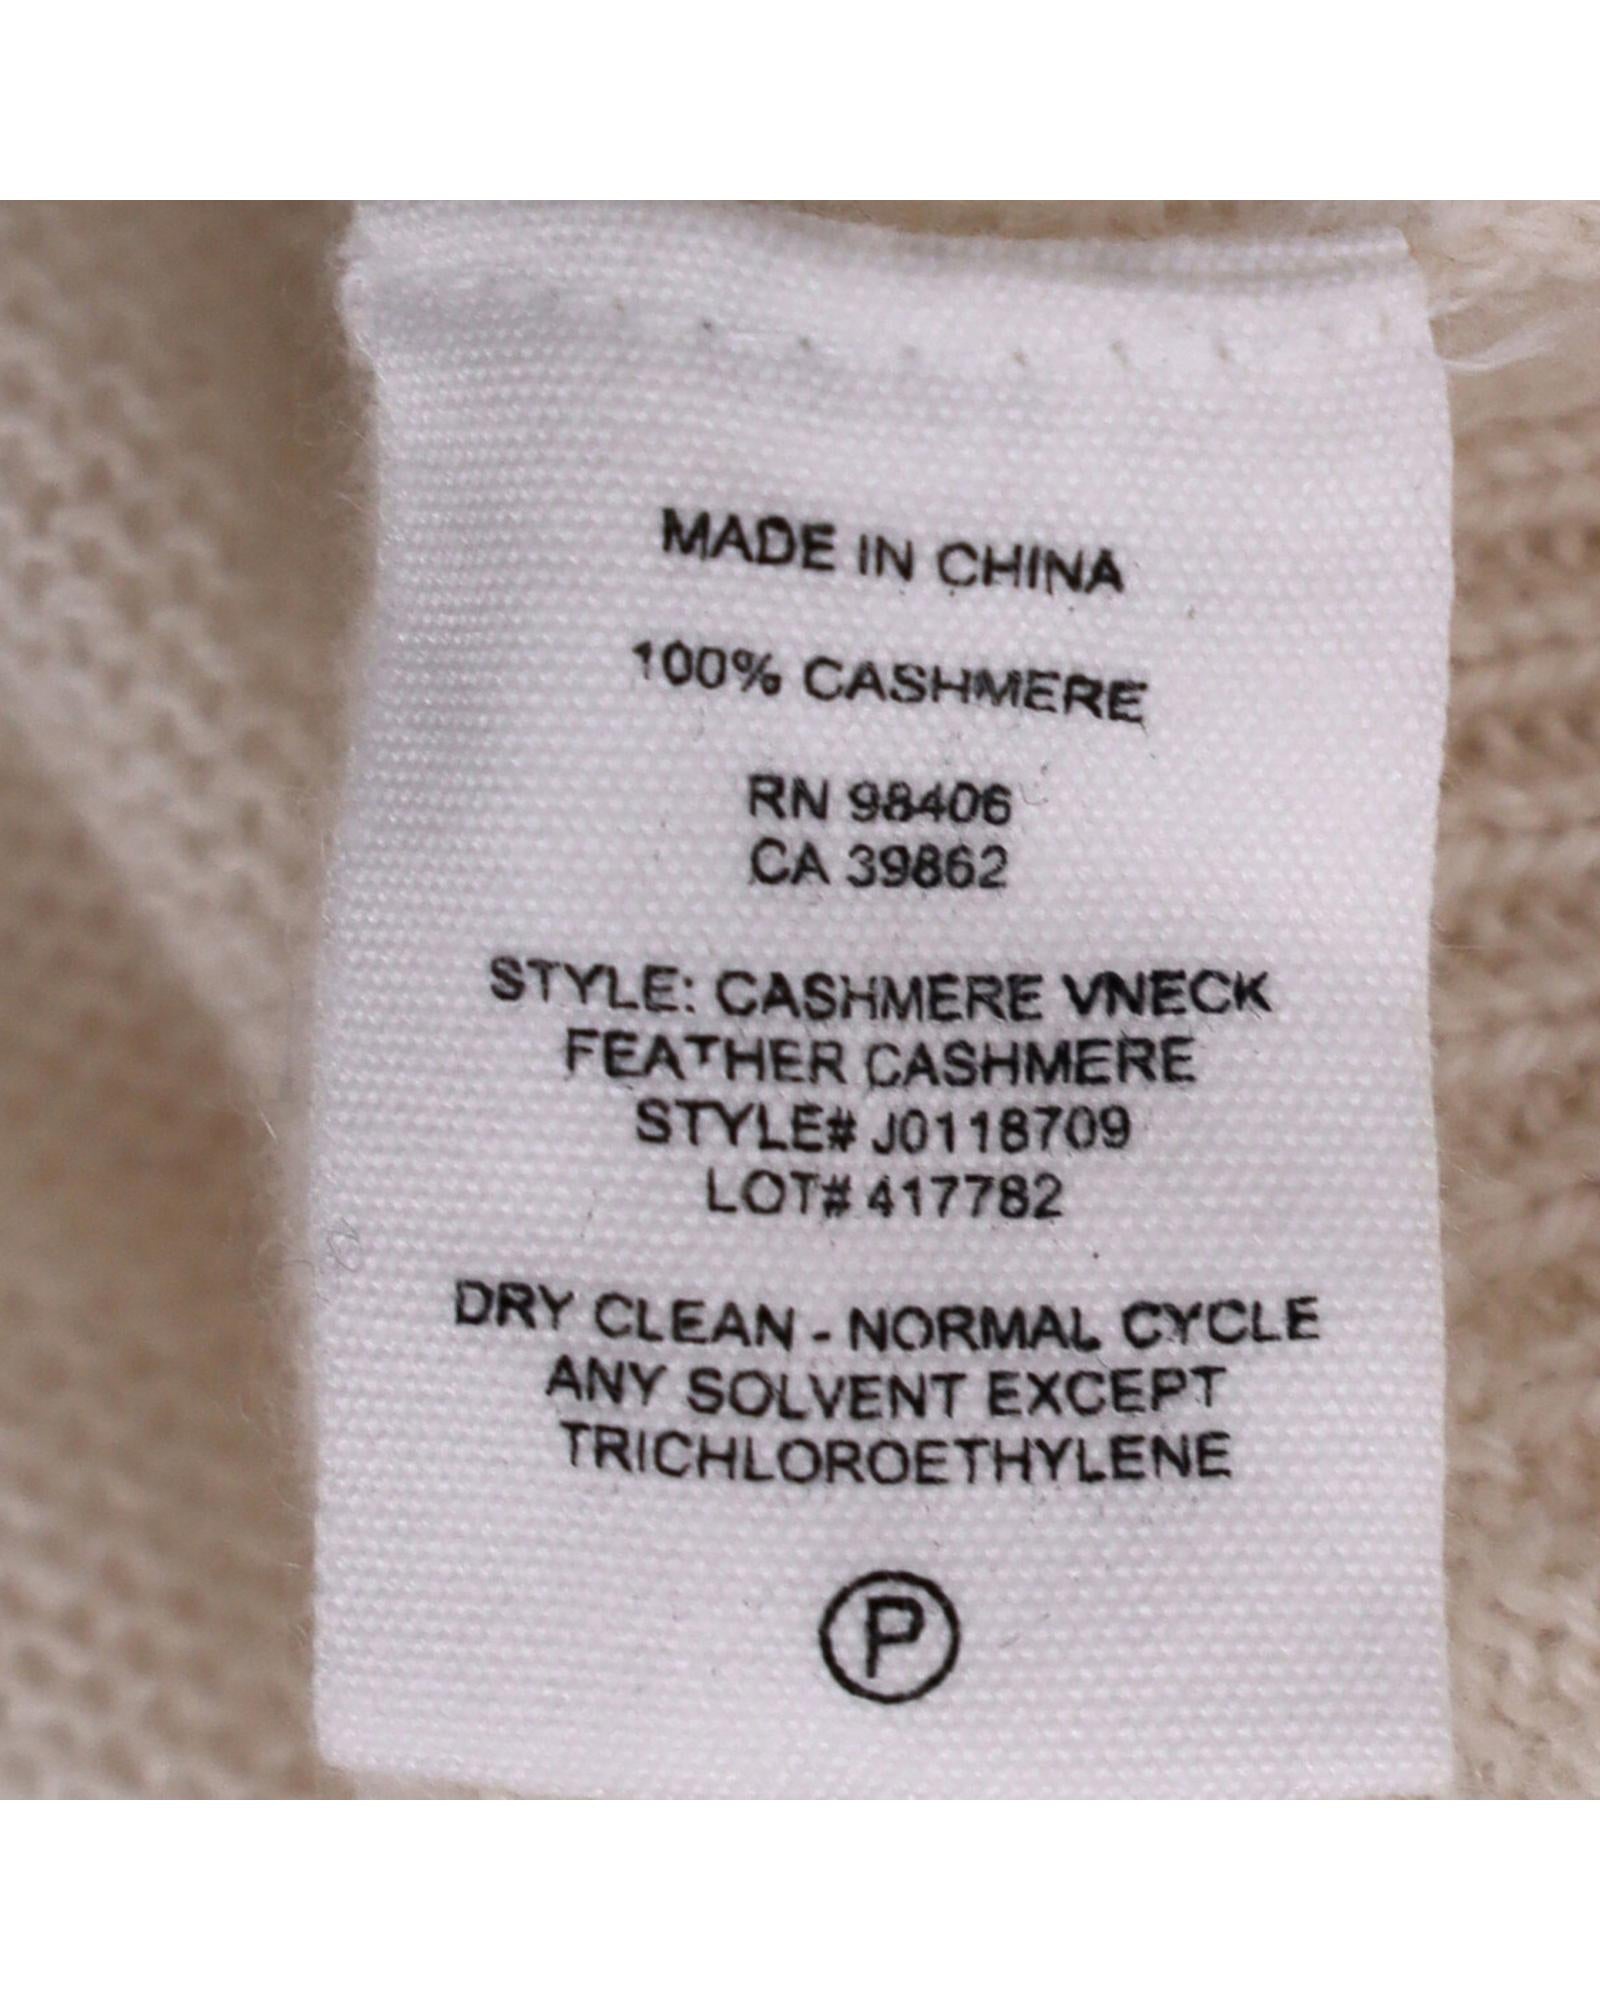 MADE IN CHINA
100% CASHMERE
RN 98406
CA 39862
STYLE: CASHMERE VNECK
FEATHER CASHMERE
STYLE# J0118709
LOT# 417782
DRY CLEAN - NORMAL CYCLE
ANY SOLVENT EXCEPT
TRICHLOROETHYLENE
P